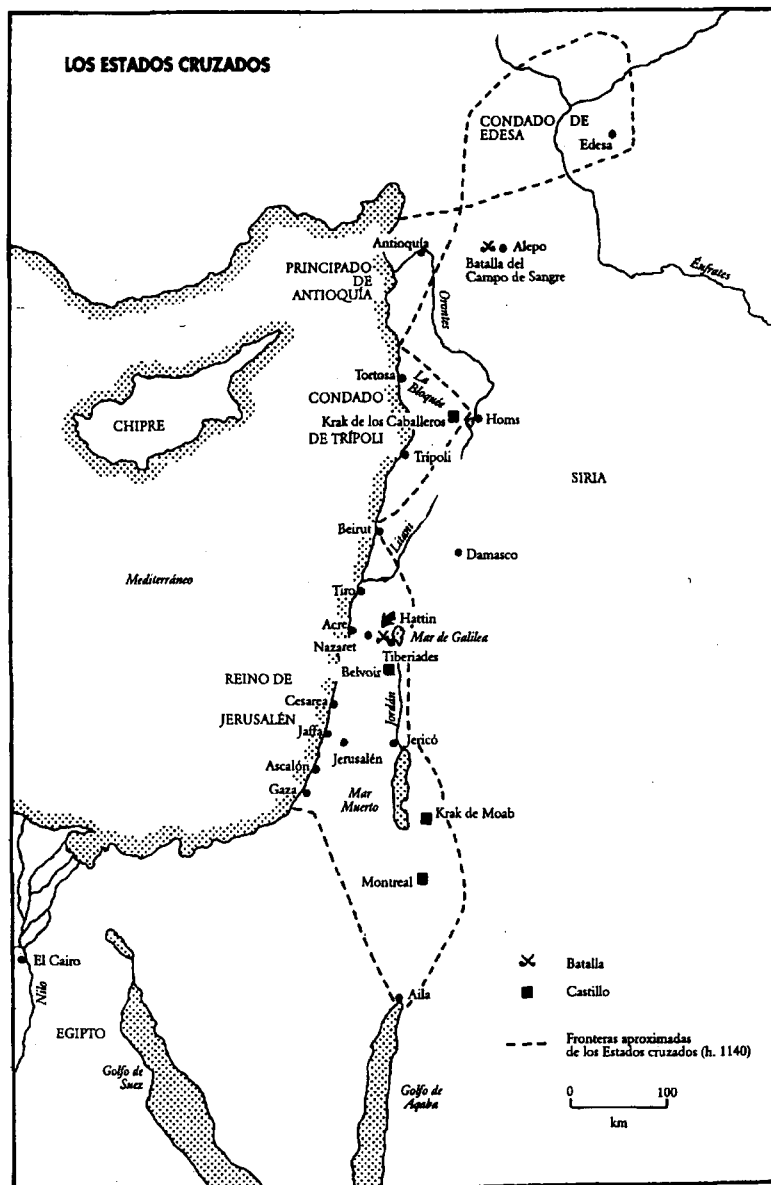 LOS ESTADOS CRUZADOS
CONDADO DE
EDESA
Edesa
Antioquía
Alepo
Batalla del
Campo de Sangre
Éufrates
PRINCIPADO
DE
ANTIOQUÍA
Orontes
Tortosa
La
Bloquée
CONDADO
Krak de los Caballeros
DE TRÍPOLI
Homs
CHIPRE
Trípoli
SIRIA
Beirut
Litani
Damasco
Mediterráneo
Tiro
Hattin
Acre
Mar de Galilea
Nazaret
Tiberiades
Belvoir
REINO DE
JERUSALÉN
Cesarea
Jordán
Jaffa
Jerusalén
Jericó
Ascalón
Gaza
Mar
Muerto
Krak de Moab
Montreal
El Cairo
Nilo
Aila
EGIPTO
Golfo de
Suez
Golfo de
Aqaba
Batalla
Castillo
Fronteras aproximadas
de los Estados cruzados (h. 1140)
0 100
km